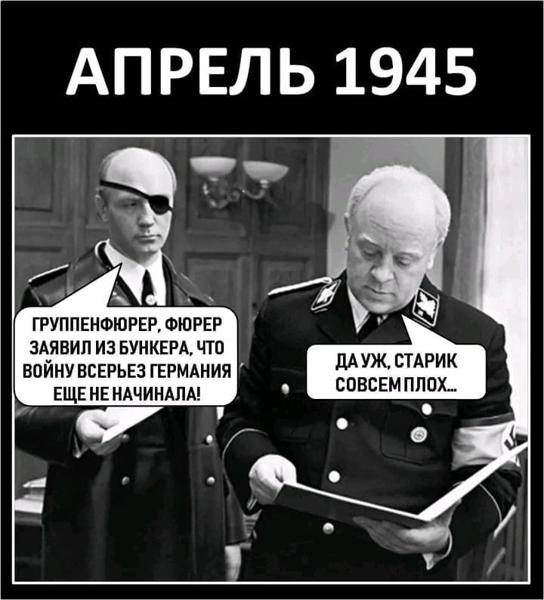 АПРЕЛЬ 1945
ГРУППЕНФЮРЕР, ФЮРЕР
ЗАЯВИЛ ИЗ БУНКЕРА, ЧТО
ВОЙНУ ВСЕРЬЕЗ ГЕРМАНИЯ
ЕЩЕ НЕ НАЧИНАЛА!
ДА УЖ, СТАРИК
СОВСЕМ ПЛОХ...